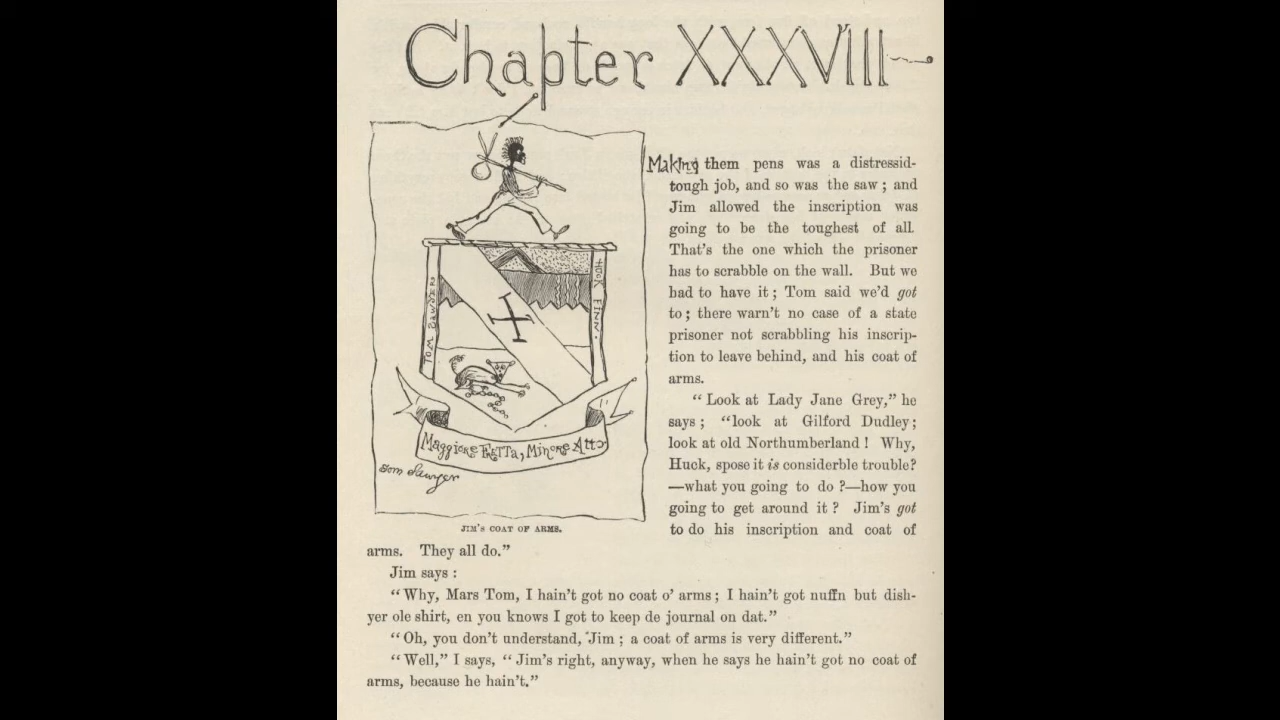 Chapter XXXVIII
TOM SAWYERS
HUCK FINN.
Maggiore Fretta, Minore Atto
Tom Sawyer
JIM'S COAT OF ARMS.
Making them pens was a distressid-
tough job, and so was the saw; and
Jim allowed the inscription was
going to be the toughest of all.
That's the one which the prisoner
has to scrabble on the wall. But we
had to have it; Tom said we'd got
to; there warn't no case of a state
prisoner not scrabbling his inscrip-
tion to leave behind, and his coat of
arms.
“Look at Lady Jane Grey,” he
says; “look at Gilford Dudley;
look at old Northumberland! Why,
Huck, spose it is considerble trouble?
—what you going to do?—how you
going to get around it? Jim's got
to do his inscription and coat of
arms. They all do.”
Jim says:
“Why, Mars Tom, I hain't got no coat o' arms; I hain't got nuffn but dish-
yer ole shirt, en you knows I got to keep de journal on dat.”
“Oh, you don't understand, Jim; a coat of arms is very different.”
“Well,” I says, “Jim's right, anyway, when he says he hain't got no coat of
arms, because he hain't.”